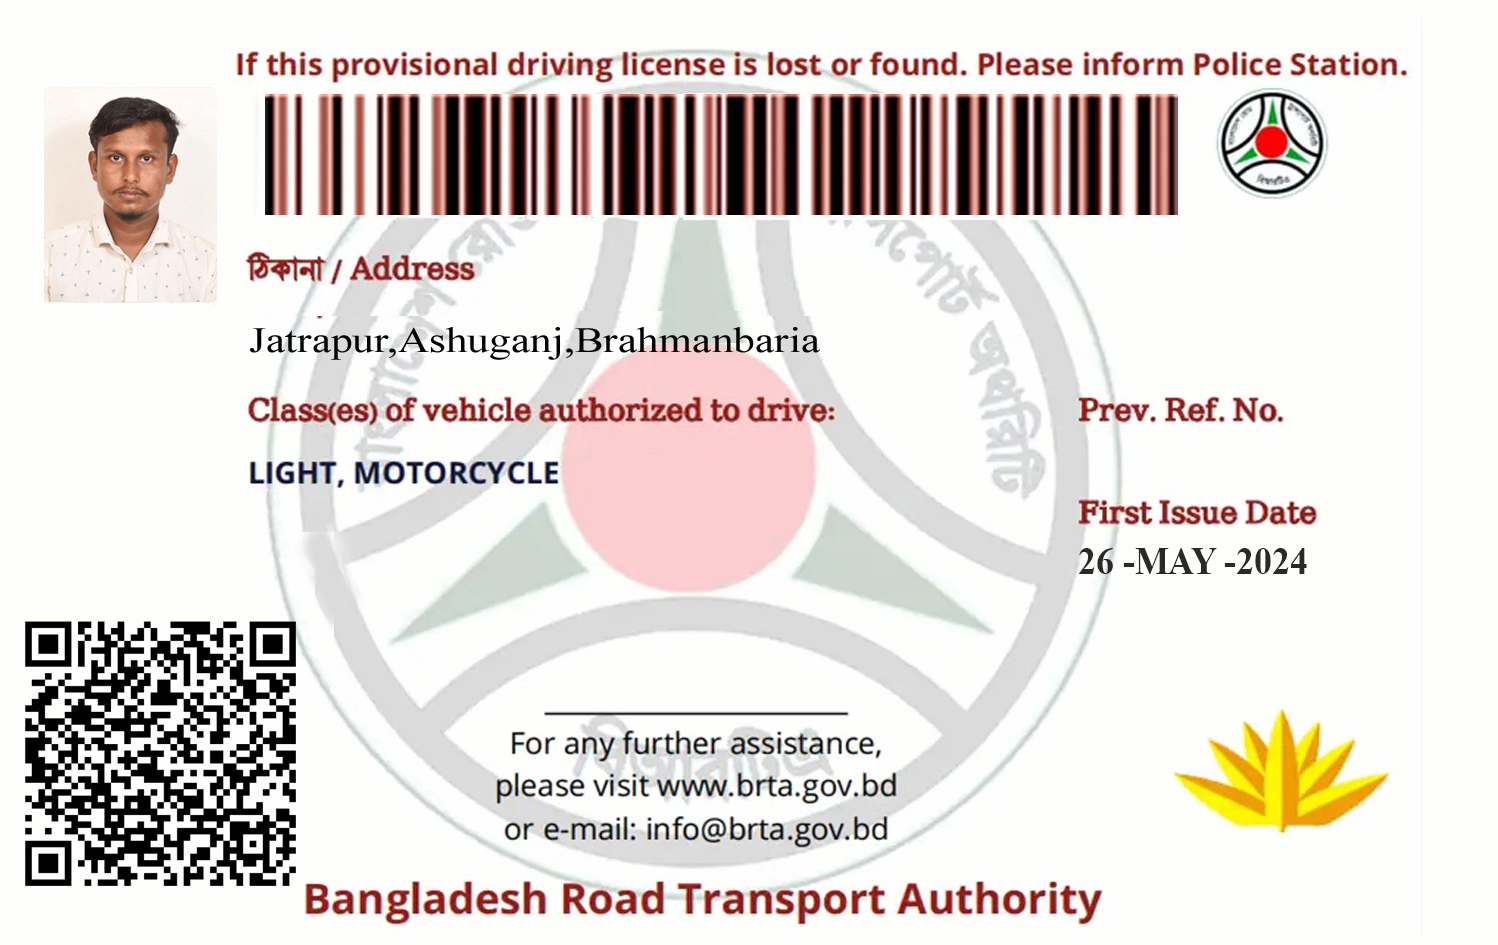 If this provisional driving license is lost or found. Please inform Police Station.
ঠিকানা / Address
Jatrapur,Ashuganj,Brahmanbaria
Class(es) of vehicle authorized to drive:
Prev. Ref. No.
LIGHT, MOTORCYCLE
First Issue Date
26 -MAY -2024
বিআরটিএ
For any further assistance,
please visit www.brta.gov.bd
or e-mail: info@brta.gov.bd
Bangladesh Road Transport Authority